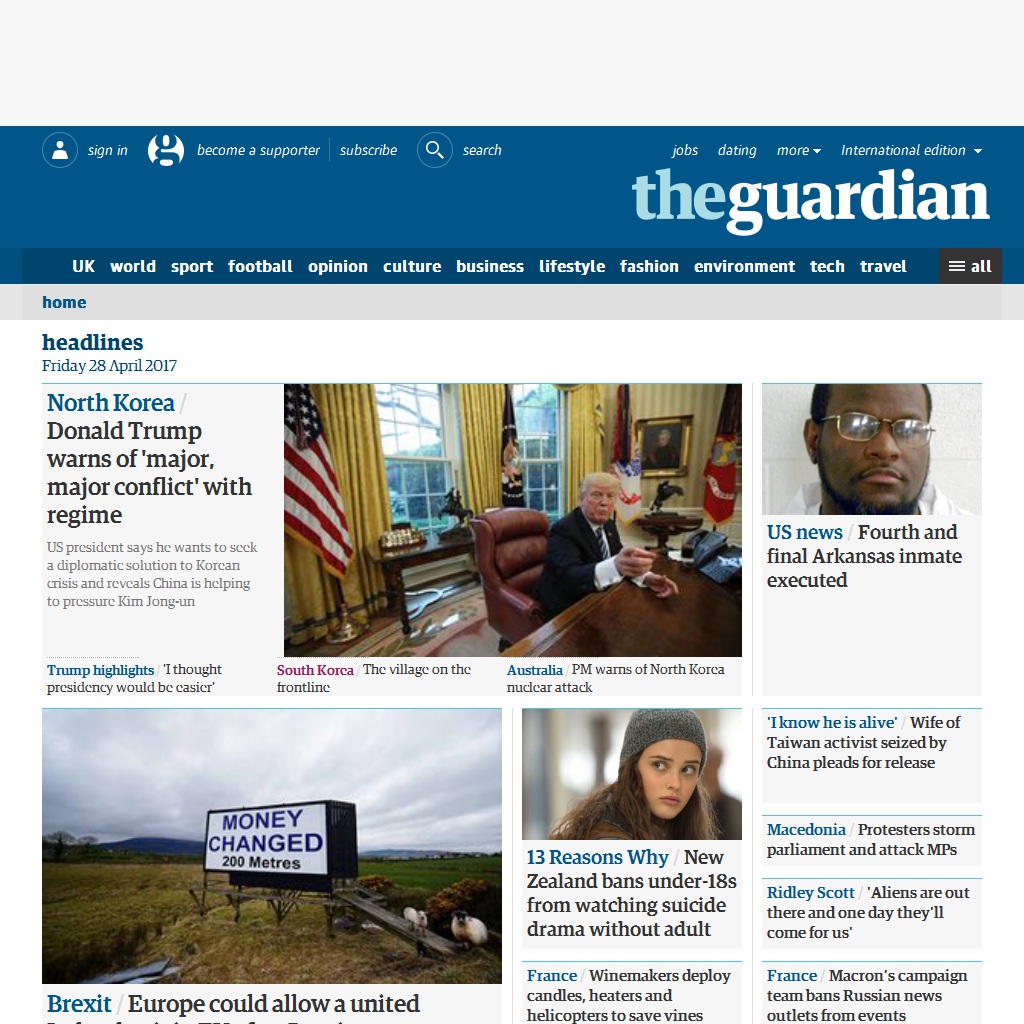 sign in
become a supporter
subscribe
search
jobs
dating
more
International edition
theguardian
UK world sport football opinion culture business lifestyle fashion environment tech travel all
home
headlines
Friday 28 April 2017
North Korea /
Donald Trump
warns of 'major,
major conflict' with
regime
US president says he wants to seek
a diplomatic solution to Korean
crisis and reveals China is helping
to pressure Kim Jong-un
Trump highlights / 'I thought
presidency would be easier'
South Korea / The village on the
frontline
Australia / PM warns of North Korea
nuclear attack
US news / Fourth and
final Arkansas inmate
executed
MONEY
CHANGED
200 Metres
Brexit / Europe could allow a united
13 Reasons Why / New
Zealand bans under-18s
from watching suicide
drama without adult
France / Winemakers deploy
candles, heaters and
helicopters to save vines
'I know he is alive' / Wife of
Taiwan activist seized by
China pleads for release
Macedonia / Protesters storm
parliament and attack MPs
Ridley Scott / 'Aliens are out
there and one day they'll
come for us'
France / Macron's campaign
team bans Russian news
outlets from events